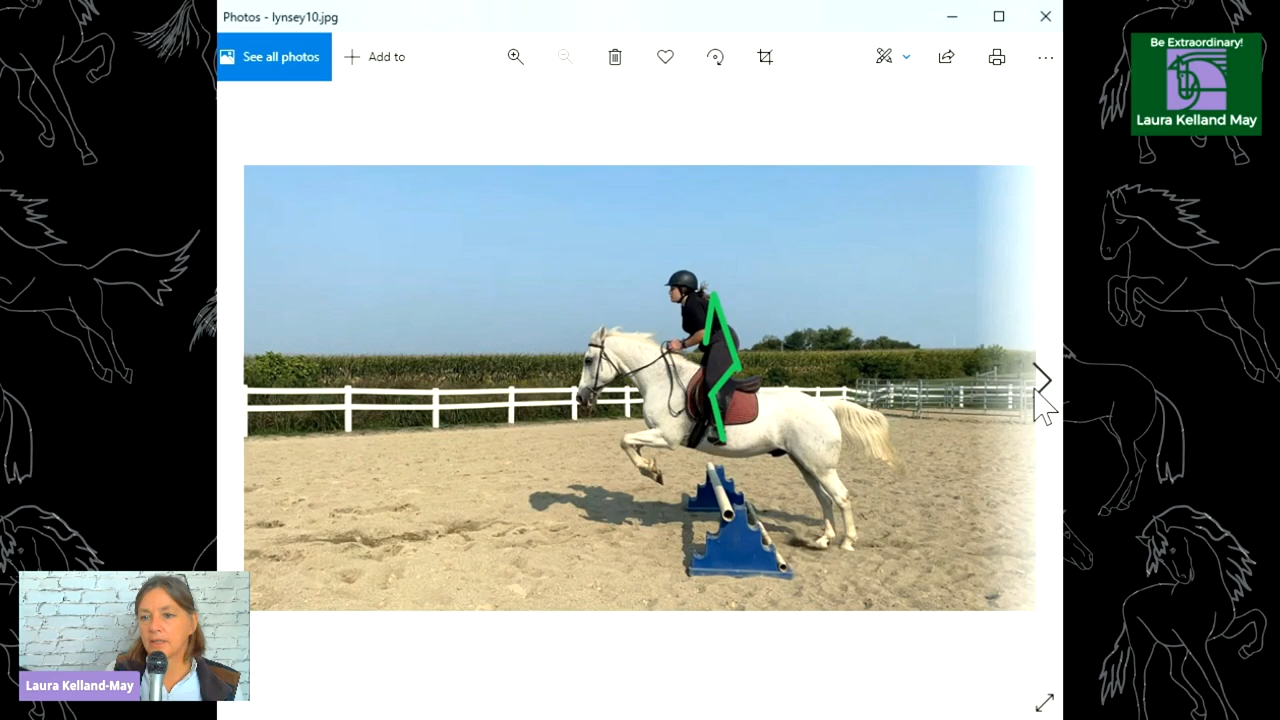 Photos - lynsey10.jpg
See all photos
Add to
Be Extraordinary!
Laura Kelland May
Laura Kelland-May